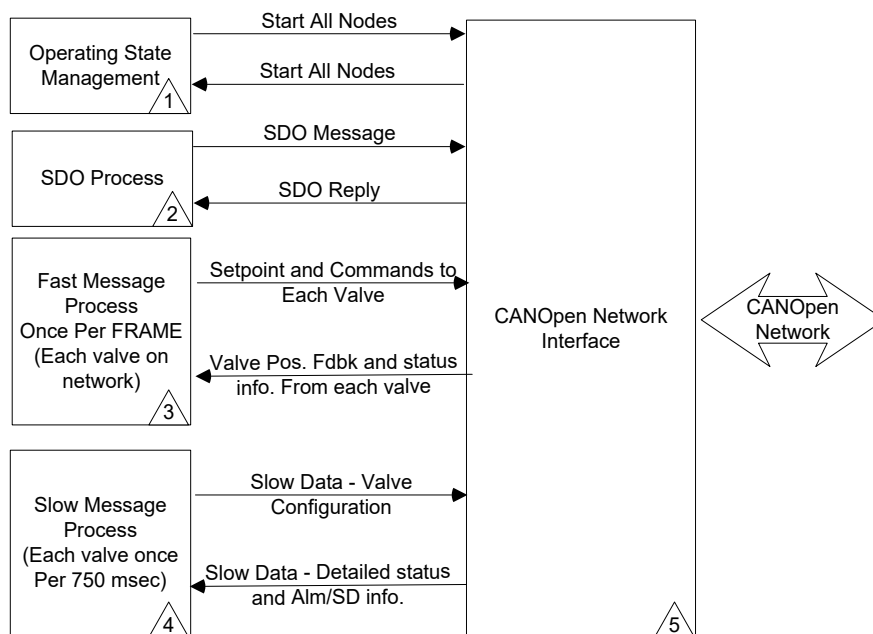 Start All Nodes
Operating State
Management
1
Start All Nodes
SDO Message
SDO Process
2
SDO Reply
Fast Message
Process
Once Per FRAME
(Each valve on
network)
3
Setpoint and Commands to
Each Valve
Valve Pos. Fdbk and status
info. From each valve
Slow Message
Process
(Each valve once
Per 750 msec)
4
Slow Data - Valve
Configuration
Slow Data - Detailed status
and Alm/SD info.
CANOpen Network
Interface
5
CANOpen
Network